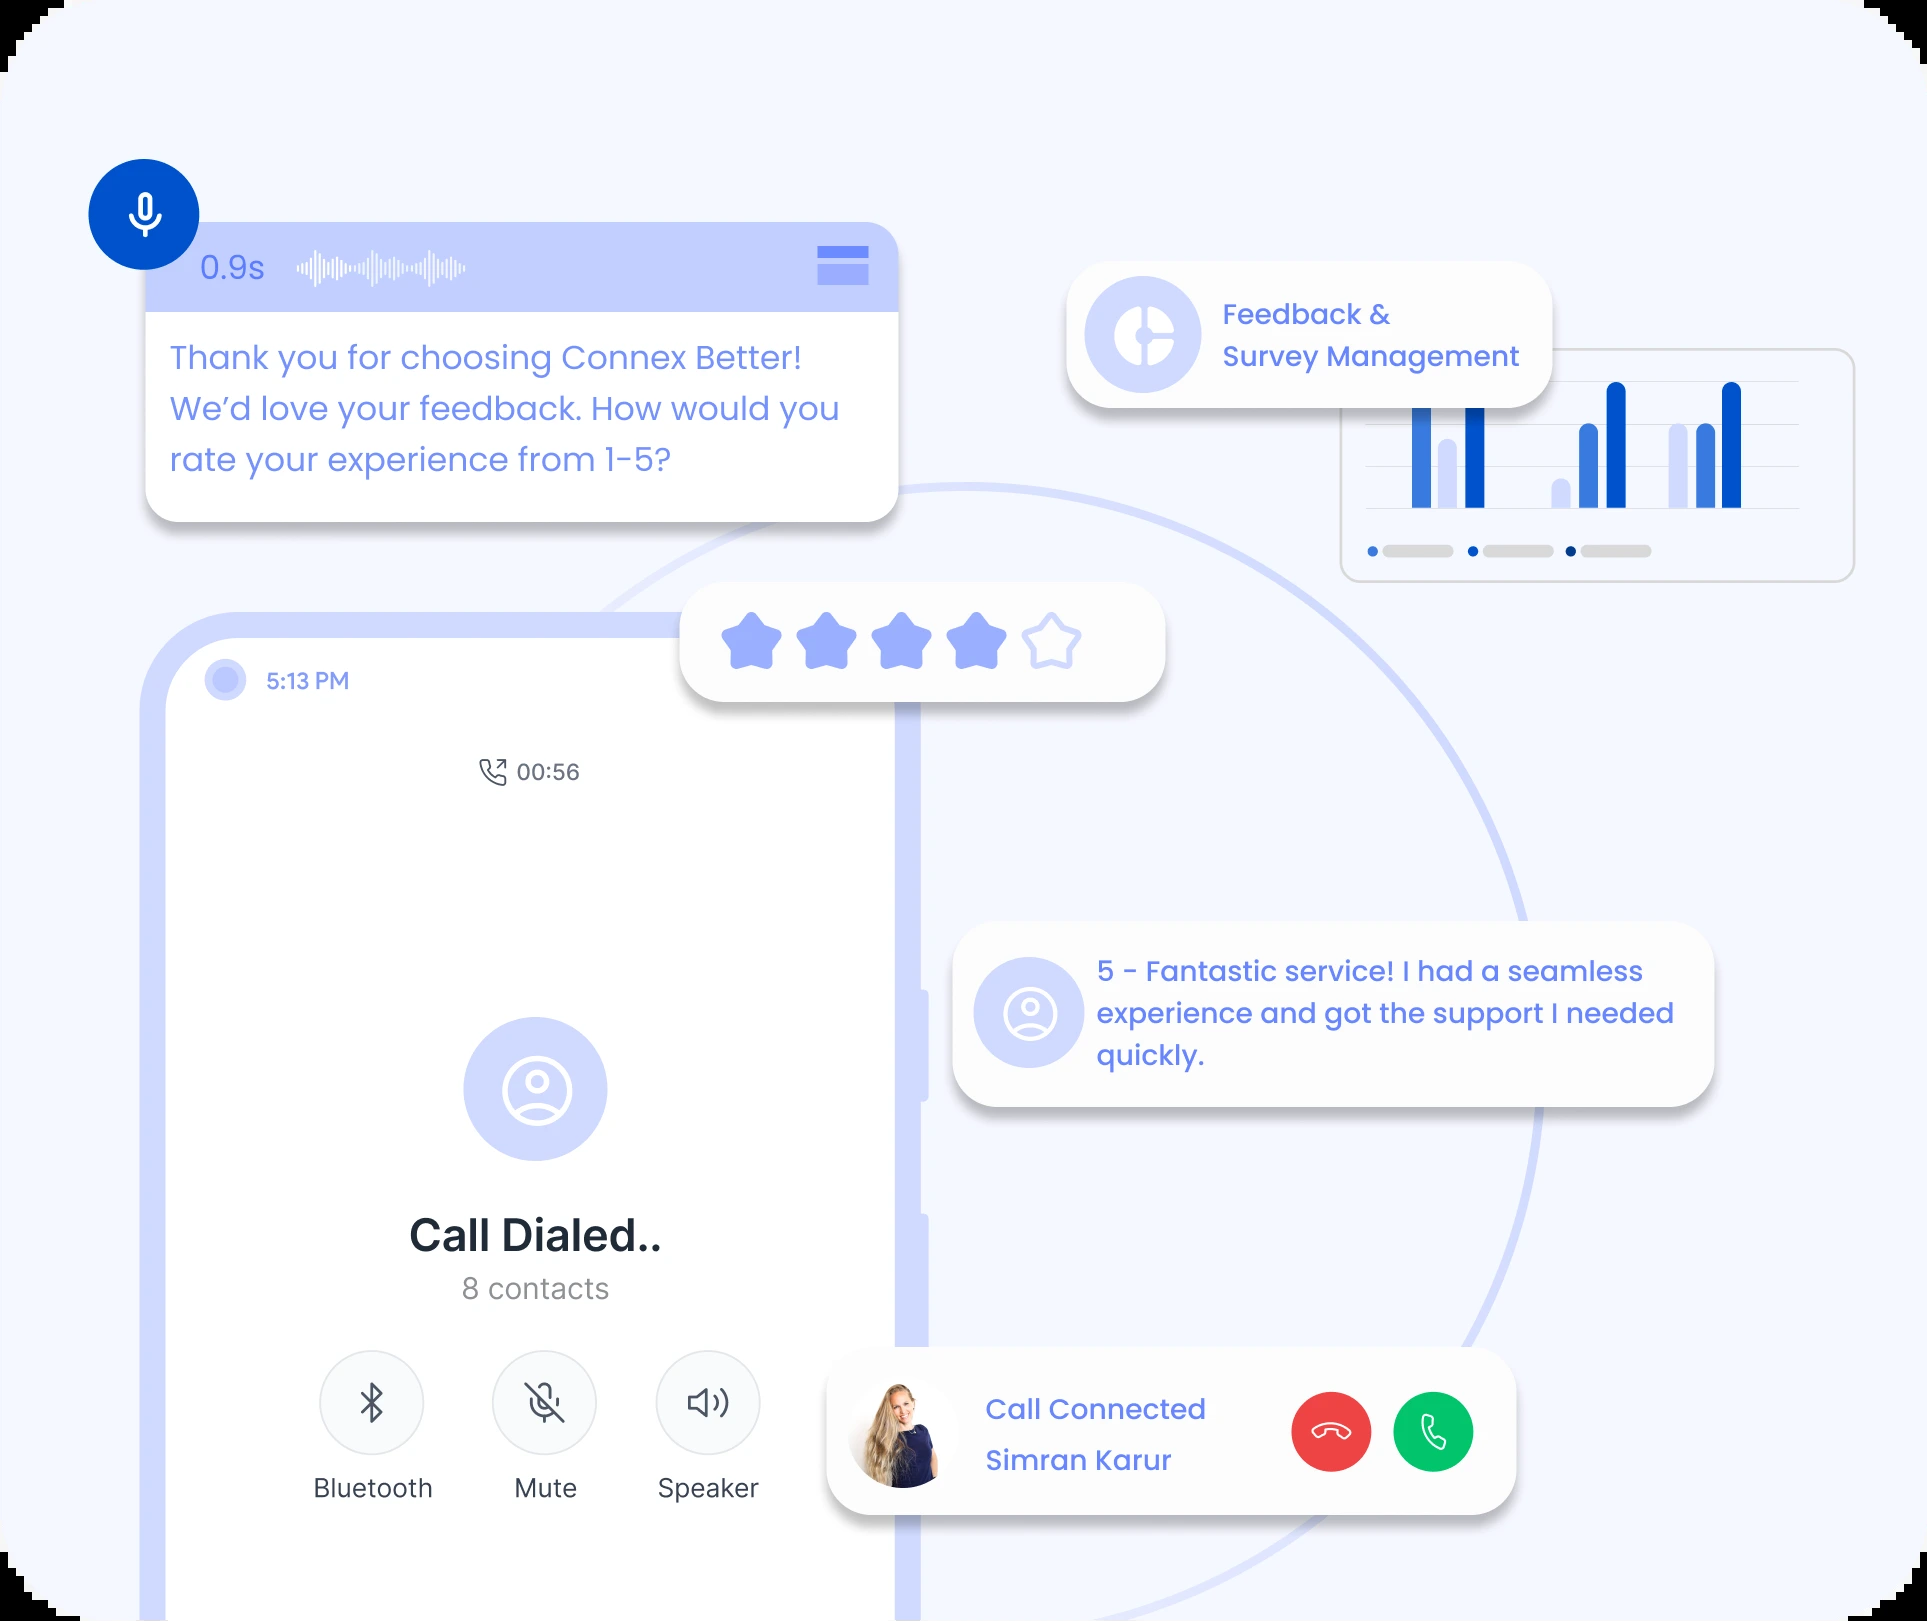 0.9s
Thank you for choosing Connex Better!
We’d love your feedback. How would you
rate your experience from 1-5?
Feedback &
Survey Management
5:13 PM
00:56
5 - Fantastic service! I had a seamless
experience and got the support I needed
quickly.
Call Dialed..
8 contacts
Bluetooth
Mute
Speaker
Call Connected
Simran Karur